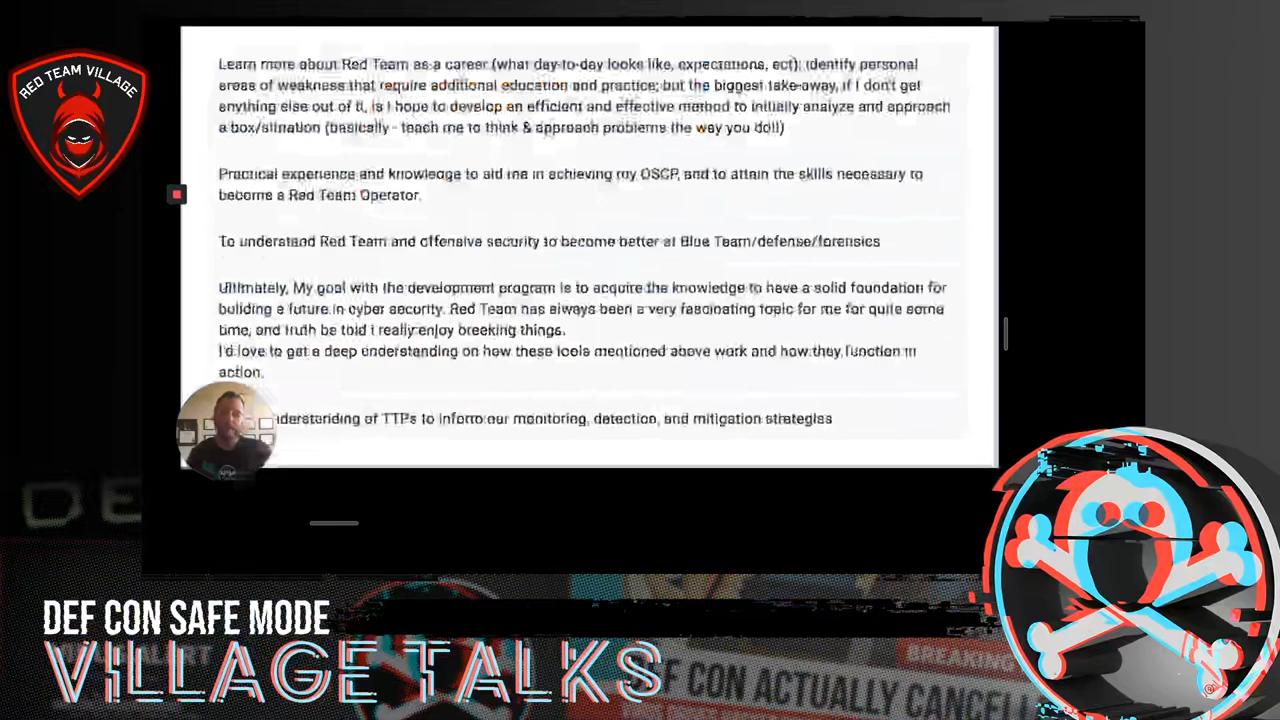 RED TEAM VILLAGE
Learn more about Red Team as a career (what day-to-day looks like, expectations, ect); identify personal
areas of weakness that require additional education and practice; but the biggest take-away, if I don't get
anything else out of it, is I hope to develop an efficient and effective method to initially analyze and approach
a box/situation (basically - teach me to think & approach problems the way you do!!)
Practical experience and knowledge to aid me in achieving my OSCP, and to attain the skills necessary to
become a Red Team Operator.
To understand Red Team and offensive security to become better at Blue Team/defense/forensics
Ultimately, My goal with the development program is to acquire the knowledge to have a solid foundation for
building a future in cyber security. Red Team has always been a very fascinating topic for me for quite some
time, and truth be told I really enjoy breaking things.
I'd love to get a deep understanding on how these tools mentioned above work and how they function in
action.
nderstanding of TTPs to inform our monitoring, detection, and mitigation strategies
DE
DEF CON SAFE MODE
VILLAGE TALKS
BREAKING
DEF CON ACTUALLY CANCELL